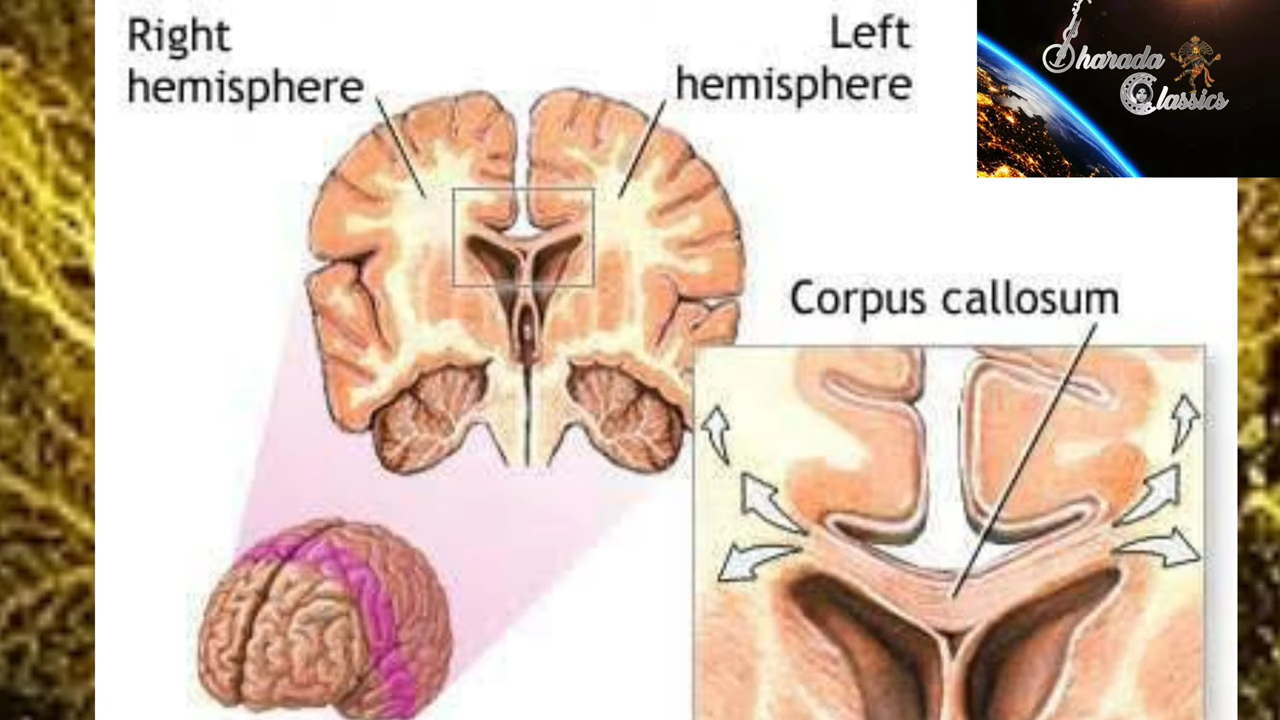 Right
hemisphere
Left
hemisphere
Sharada
Classics
Corpus callosum